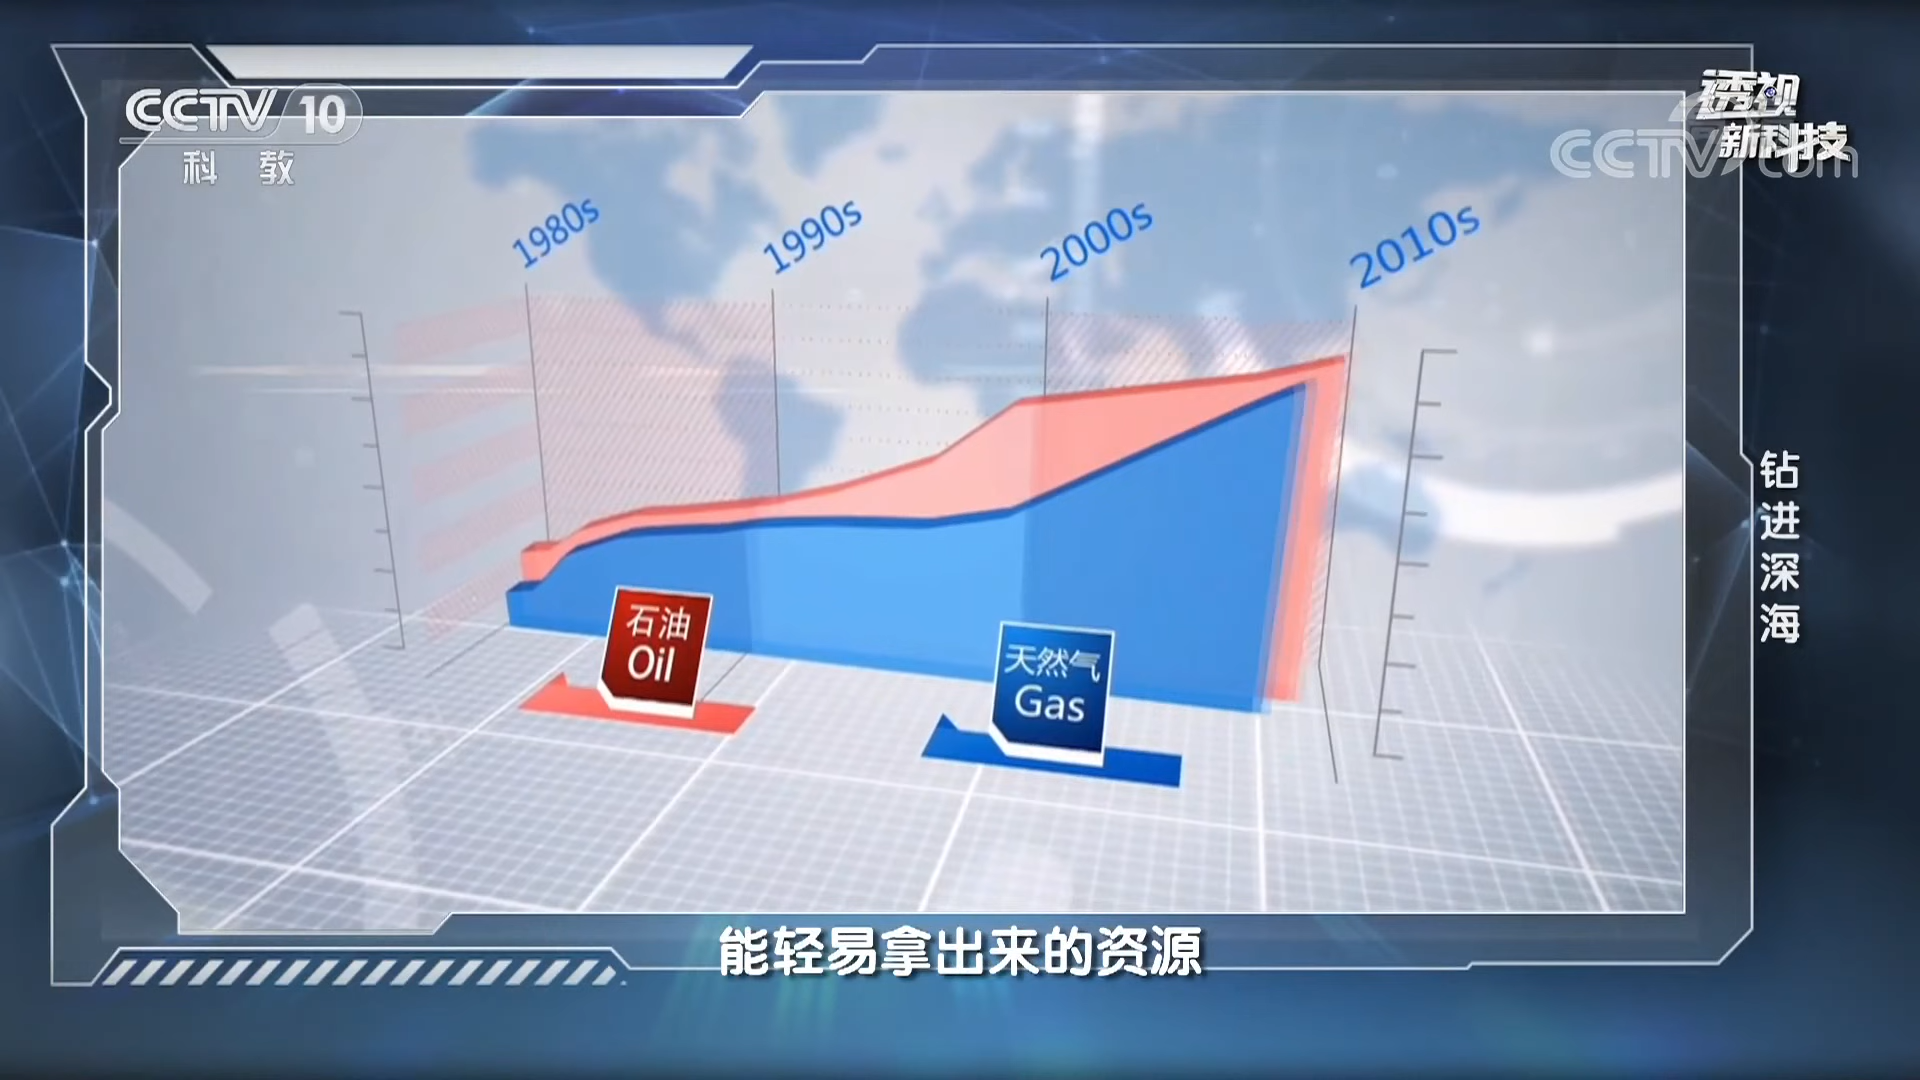 CCTV 10
科教
透视
新科技
CCTV.com
1980s
1990s
2000s
2010s
钻进深海
石油
Oil
天然气
Gas
能轻易拿出来的资源